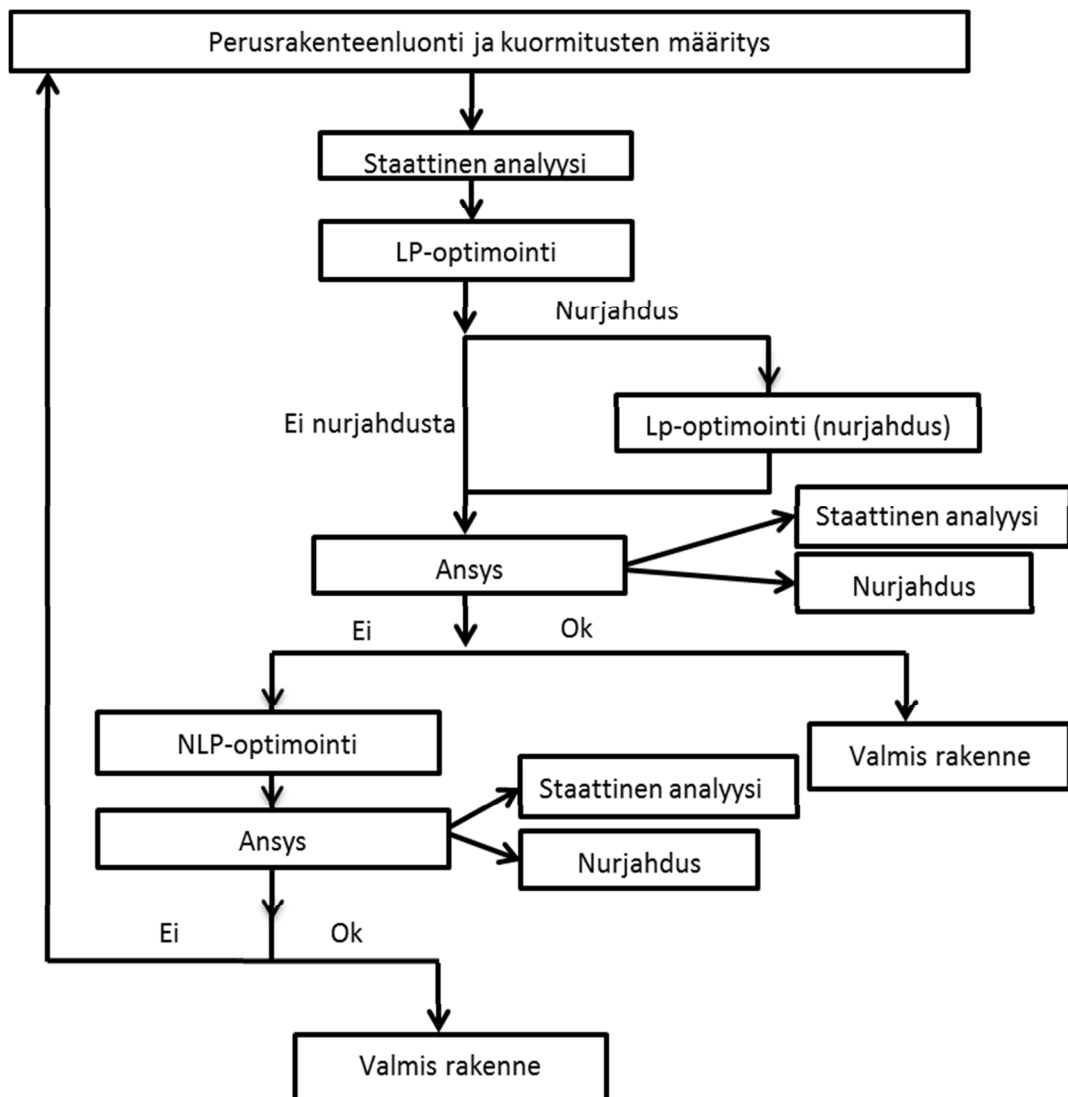 Perusrakenteenluonti ja kuormitusten määritys
Staattinen analyysi
LP-optimointi
Nurjahdus
Ei nurjahdusta
Lp-optimointi (nurjahdus)
Staattinen analyysi
Ansys
Nurjahdus
Ei
Ok
NLP-optimointi
Valmis rakenne
Staattinen analyysi
Ansys
Nurjahdus
Ei
Ok
Valmis rakenne